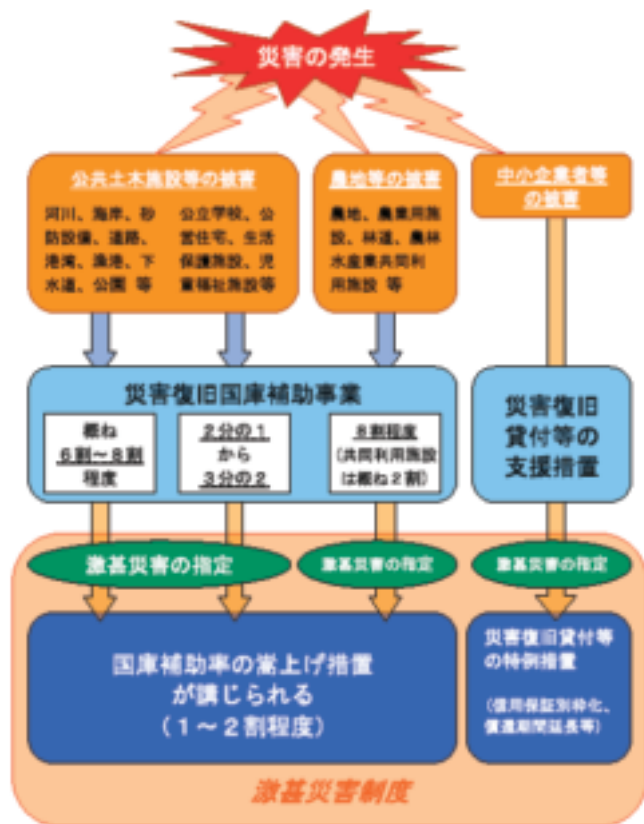 災害の発生
公共土木施設等の被害
河川、海岸、砂
防設備、道路、
港湾、漁港、下
水道、公園 等
公立学校、公
営住宅、生活
保護施設、児
童福祉施設等
農地等の被害
農地、農業用施
設、林道、農林
水産業共同利
用施設 等
中小企業者等
の被害
災害復旧国庫補助事業
概ね
6割~8割
程度
2分の1
から
3分の2
8割程度
(共同利用施設
は概ね2割)
災害復旧
貸付等の
支援措置
激甚災害の指定
激甚災害の指定
激甚災害の指定
国庫補助率の嵩上げ措置
が講じられる
(1~2割程度)
災害復旧貸付等
の特例措置
(信用保証別枠化、
償還期間延長等)
激甚災害制度